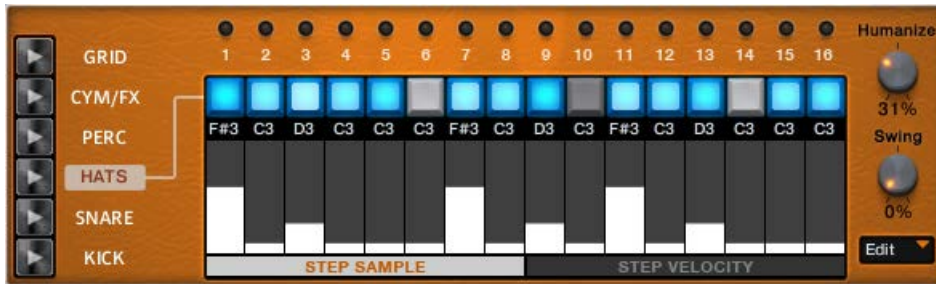 Humanize
GRID 1 2 3 4 5 6 7 8 9 10 11 12 13 14 15 16
CYM/FX
31%
PERC F#3 C3 D3 C3 C3 C3 F#3 C3 D3 C3 F#3 C3 D3 C3 C3 C3
Swing
HATS
SNARE
0%
KICK
Edit
STEP SAMPLE STEP VELOCITY